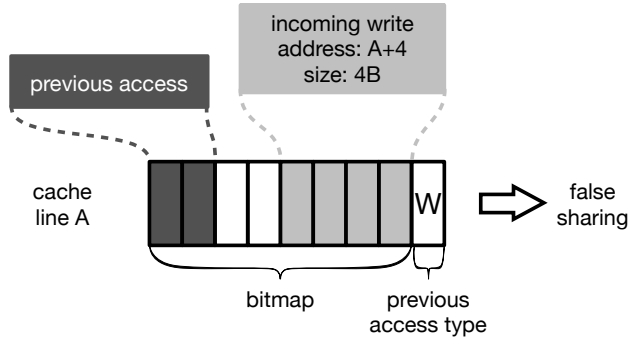 incoming write
address: A+4
size: 4B
previous access
cache
line A
W
false
sharing
bitmap
previous
access type